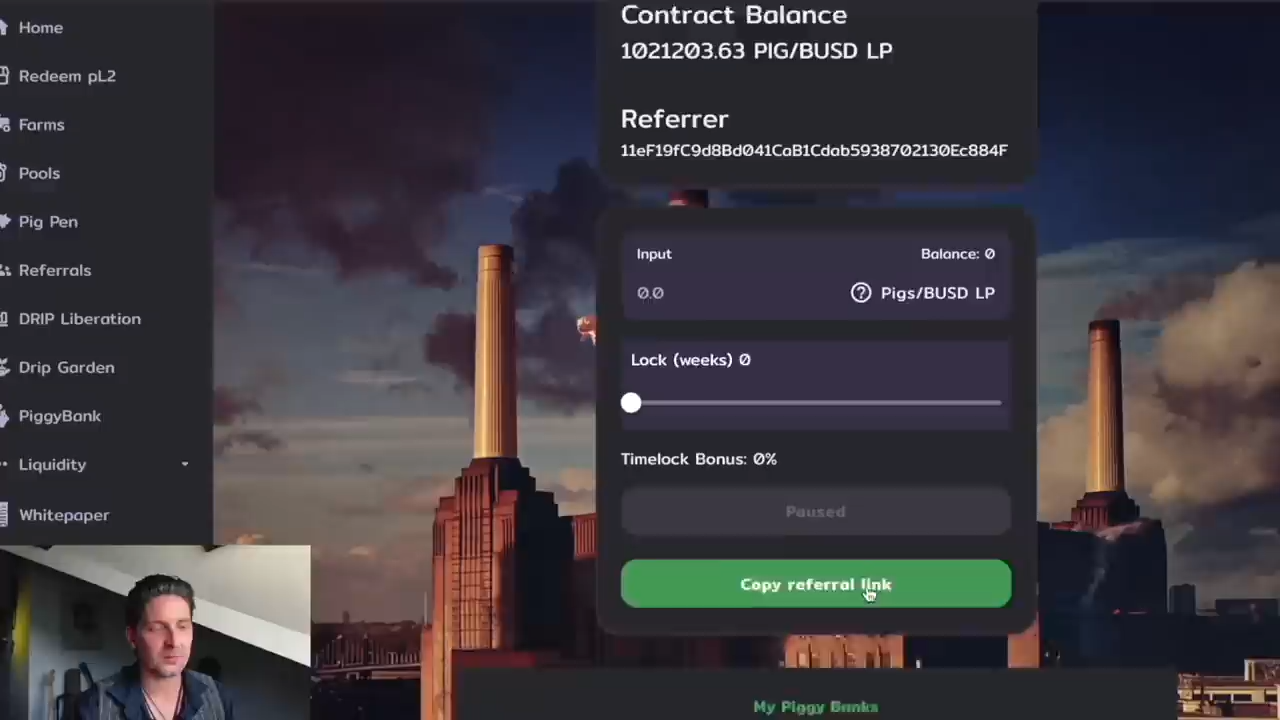 Home
Redeem pL2
Farms
Pools
Pig Pen
Referrals
DRIP Liberation
Drip Garden
PiggyBank
Liquidity
Whitepaper
Contract Balance
1021203.63 PIG/BUSD LP
Referrer
11eF19fC9d8Bd041CaB1Cdab5938702130Ec884F
Input
Balance: 0
0.0
Pigs/BUSD LP
Lock (weeks) 0
Timelock Bonus: 0%
Paused
Copy referral link
My Piggy Banks